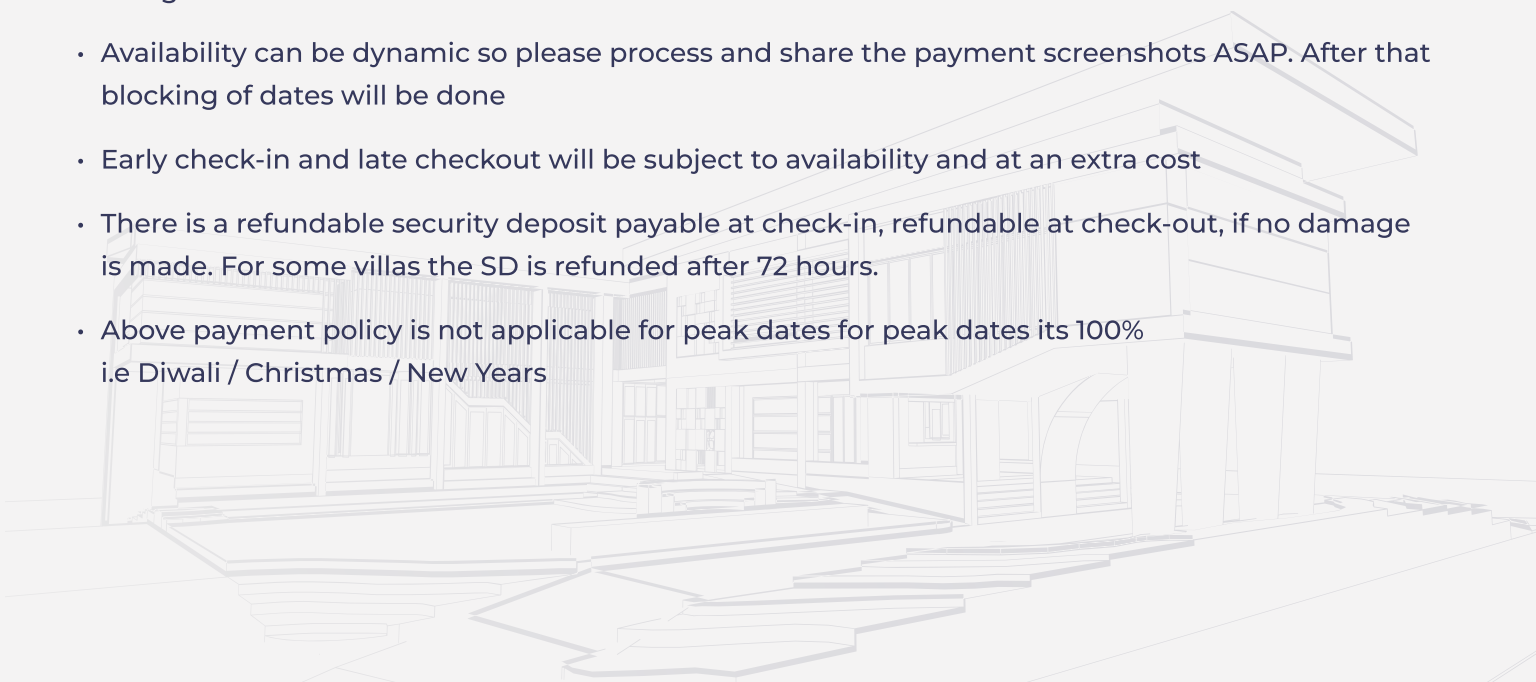 • Availability can be dynamic so please process and share the payment screenshots ASAP. After that
blocking of dates will be done
• Early check-in and late checkout will be subject to availability and at an extra cost
• There is a refundable security deposit payable at check-in, refundable at check-out, if no damage
is made. For some villas the SD is refunded after 72 hours.
• Above payment policy is not applicable for peak dates for peak dates its 100%
i.e Diwali / Christmas / New Years